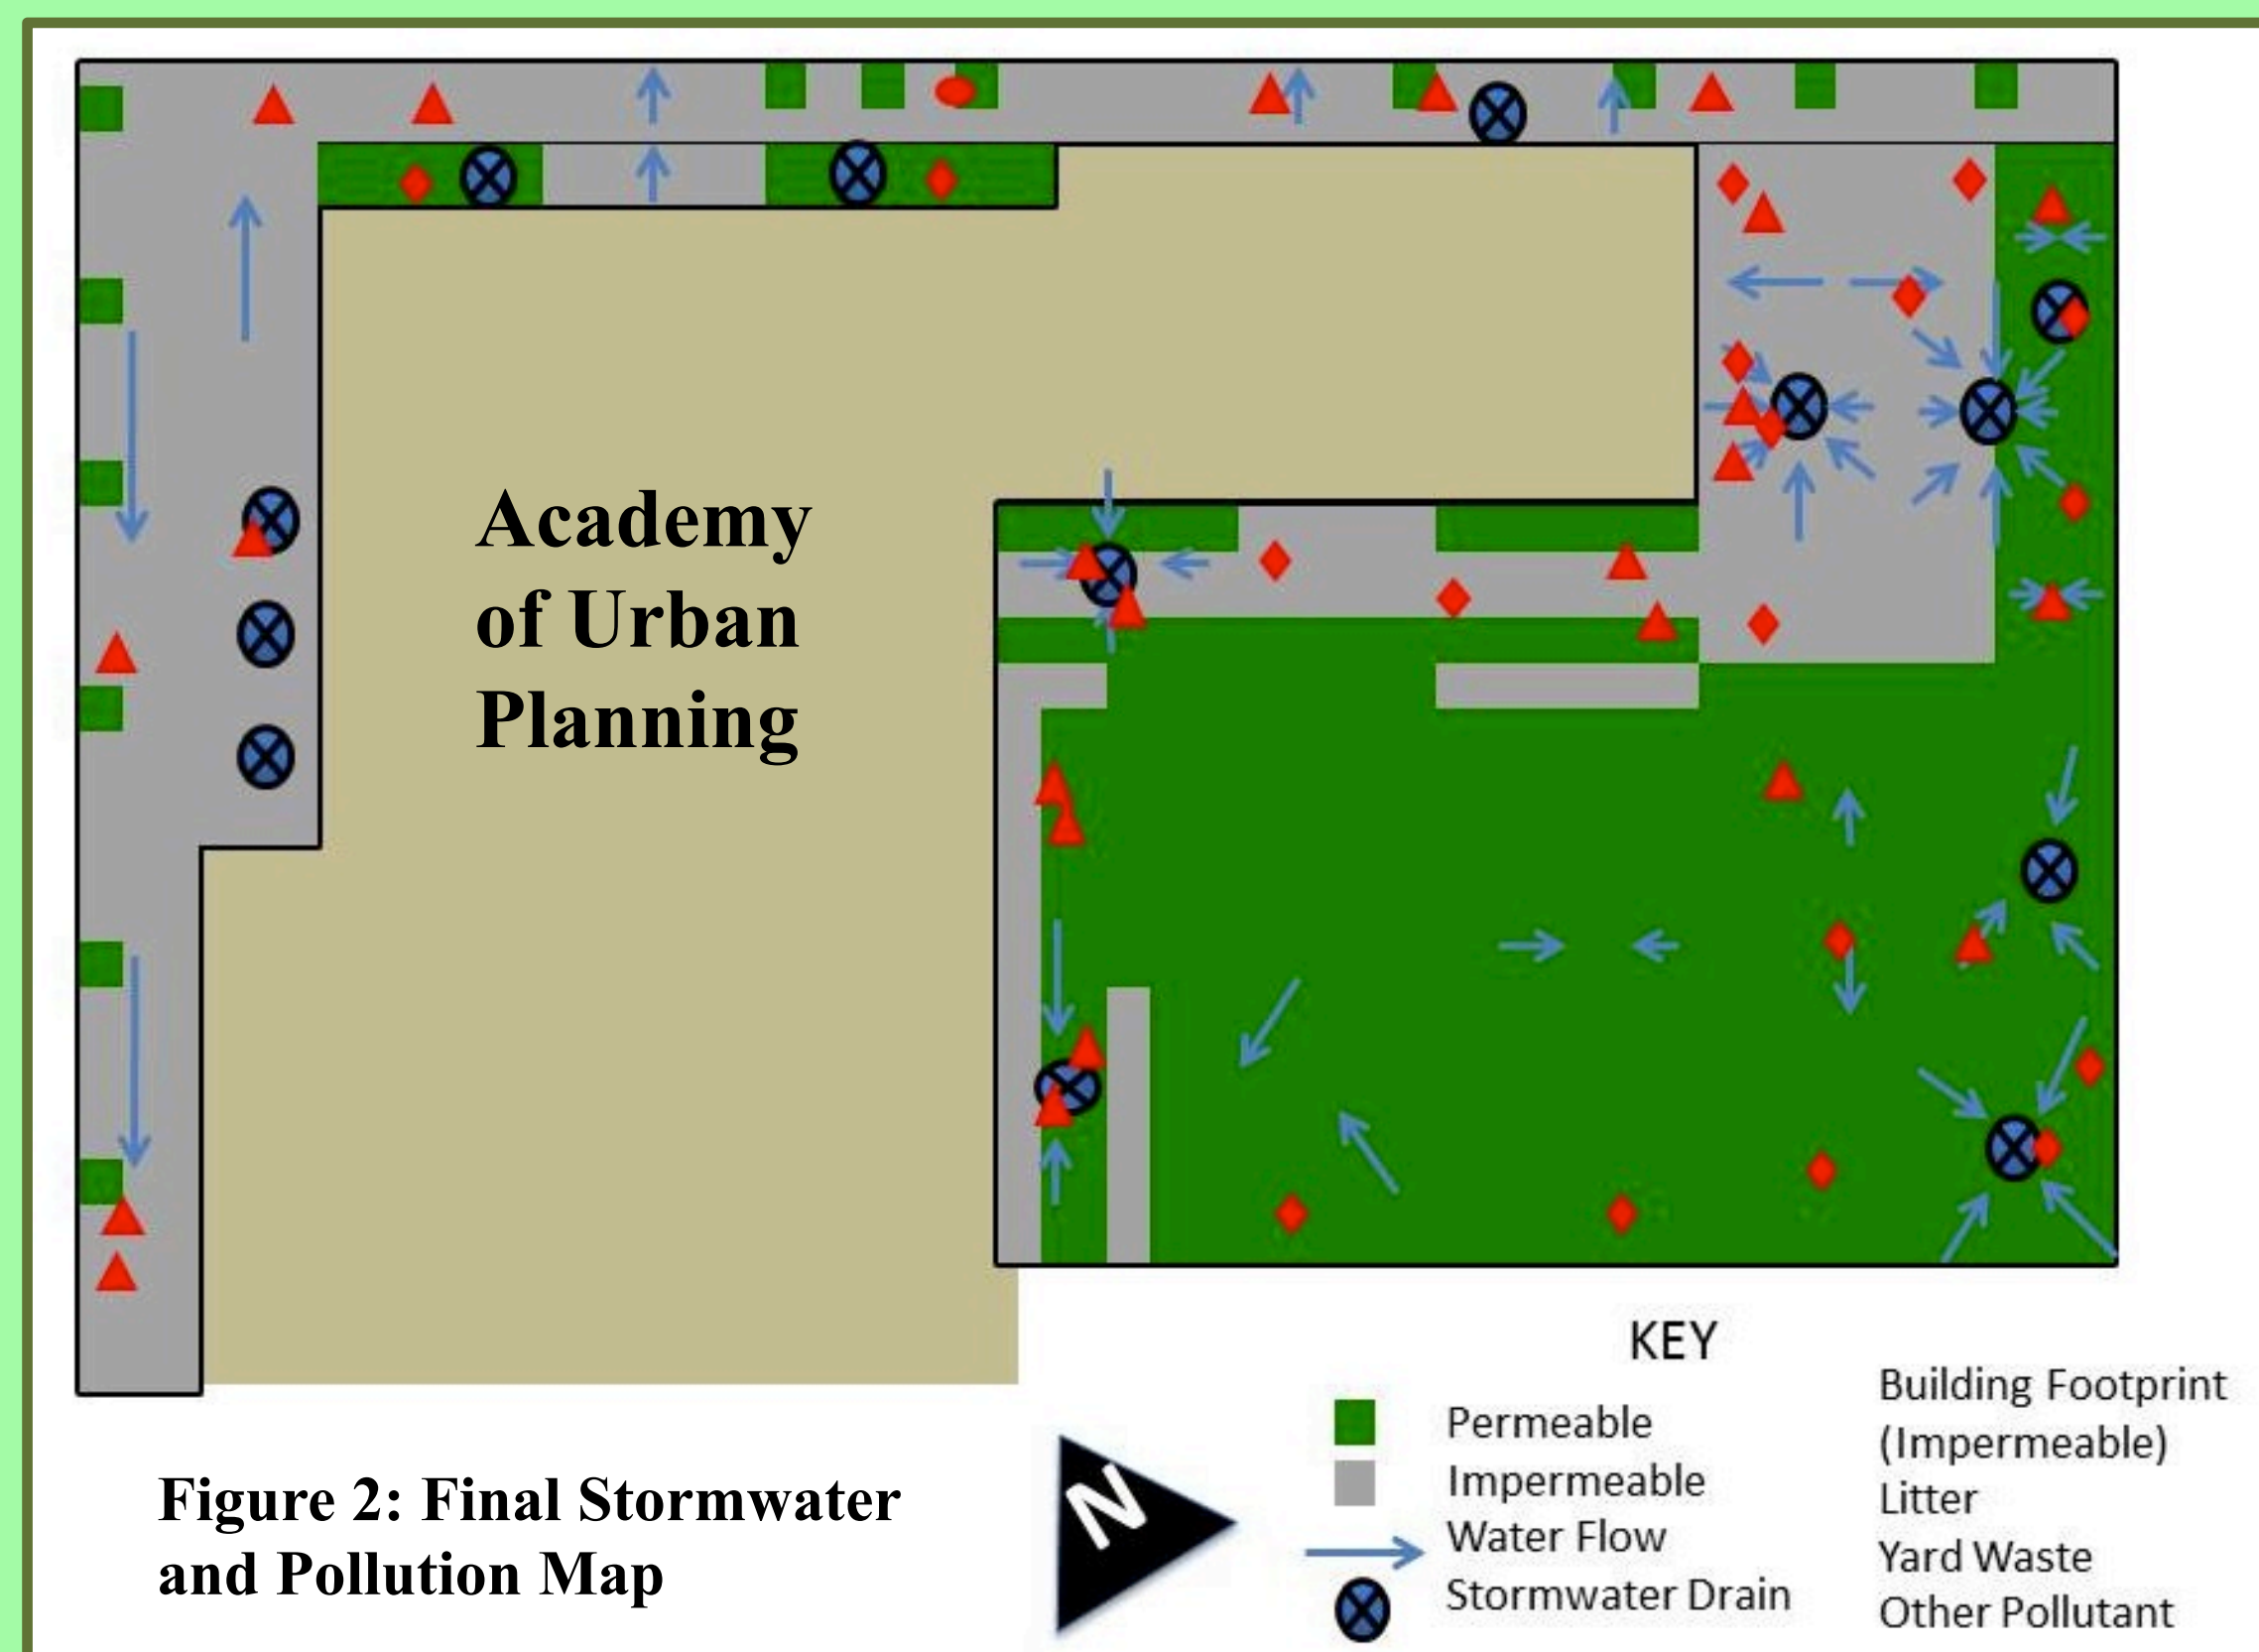 Academy
of Urban
Planning
Figure 2: Final Stormwater
and Pollution Map
N
KEY
Permeable
Impermeable
Water Flow
Stormwater Drain
Building Footprint
(Impermeable)
Litter
Yard Waste
Other Pollutant